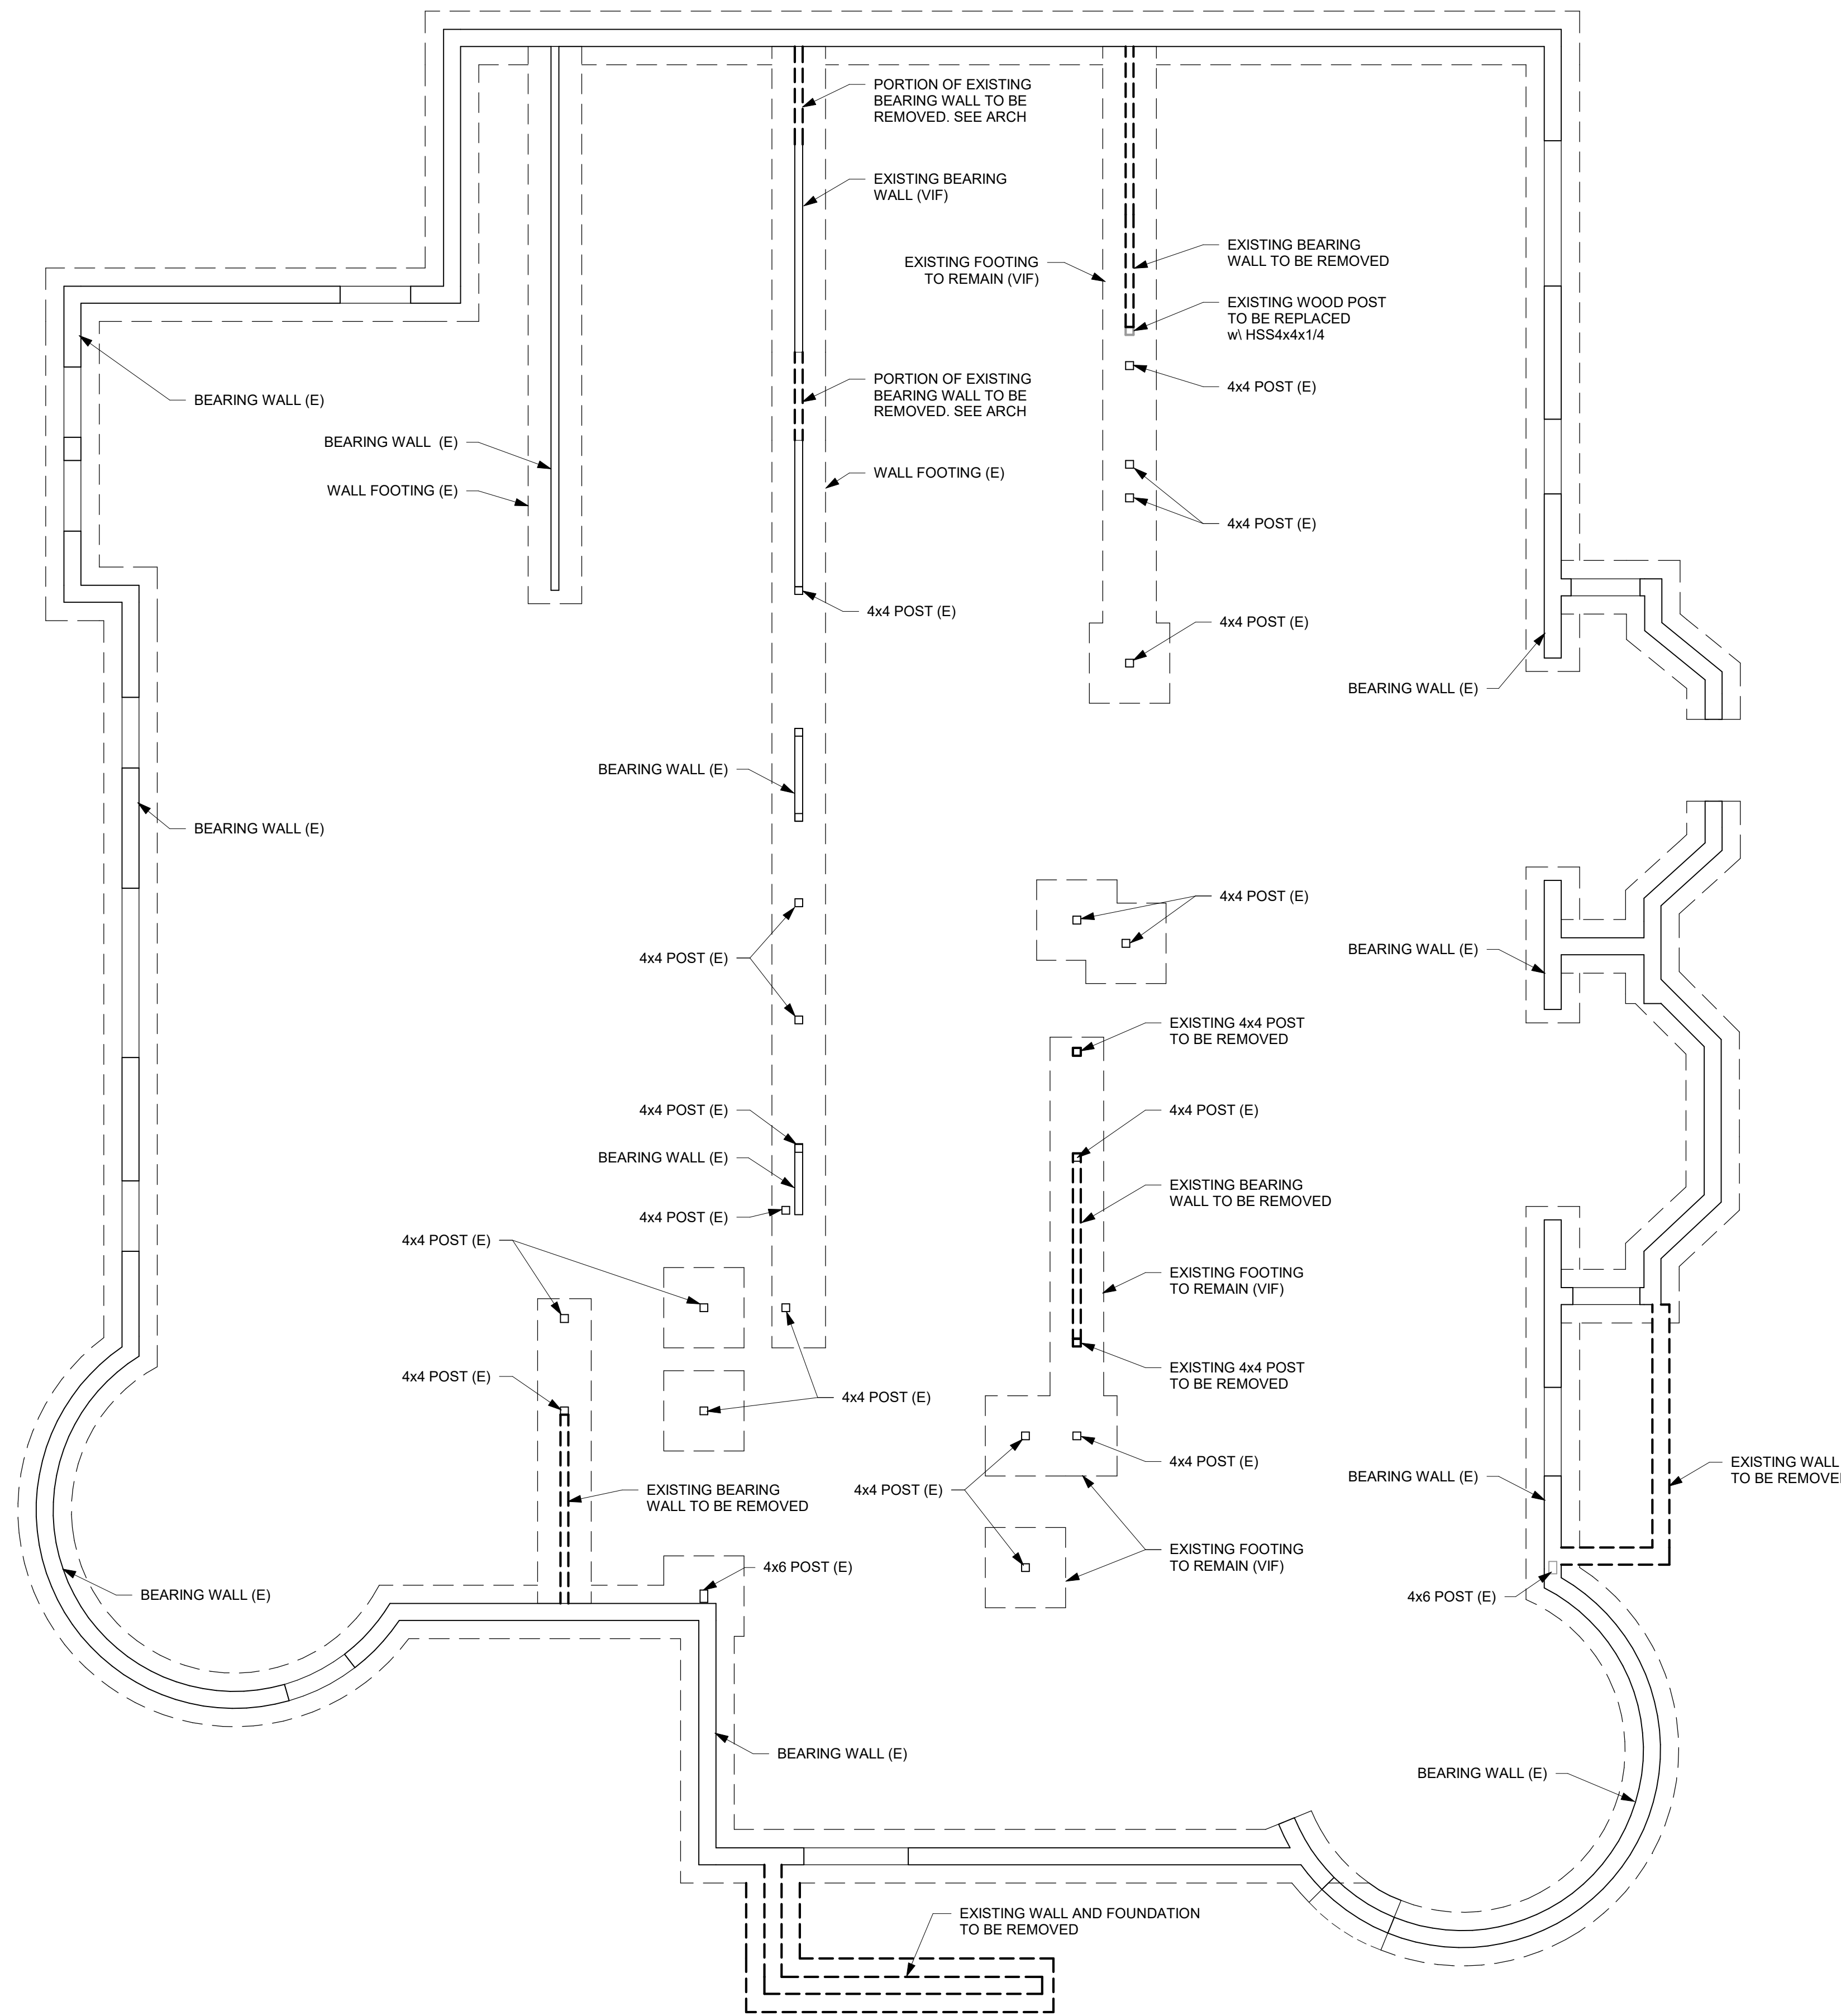 PORTION OF EXISTING
BEARING WALL TO BE
REMOVED. SEE ARCH
EXISTING BEARING
WALL (VIF)
EXISTING FOOTING
TO REMAIN (VIF)
EXISTING BEARING
WALL TO BE REMOVED
EXISTING WOOD POST
TO BE REPLACED
w\ HSS4x4x1/4
4x4 POST (E)
PORTION OF EXISTING
BEARING WALL TO BE
REMOVED. SEE ARCH
BEARING WALL (E)
BEARING WALL (E)
WALL FOOTING (E)
WALL FOOTING (E)
4x4 POST (E)
4x4 POST (E)
4x4 POST (E)
BEARING WALL (E)
BEARING WALL (E)
BEARING WALL (E)
4x4 POST (E)
4x4 POST (E)
BEARING WALL (E)
EXISTING 4x4 POST
TO BE REMOVED
4x4 POST (E)
4x4 POST (E)
BEARING WALL (E)
EXISTING BEARING
WALL TO BE REMOVED
4x4 POST (E)
4x4 POST (E)
EXISTING FOOTING
TO REMAIN (VIF)
4x4 POST (E)
EXISTING 4x4 POST
TO BE REMOVED
4x4 POST (E)
4x4 POST (E)
EXISTING WALL
TO BE REMOVE
BEARING WALL (E)
EXISTING BEARING
WALL TO BE REMOVED
4x4 POST (E)
EXISTING FOOTING
TO REMAIN (VIF)
4x6 POST (E)
BEARING WALL (E)
4x6 POST (E)
BEARING WALL (E)
BEARING WALL (E)
EXISTING WALL AND FOUNDATION
TO BE REMOVED